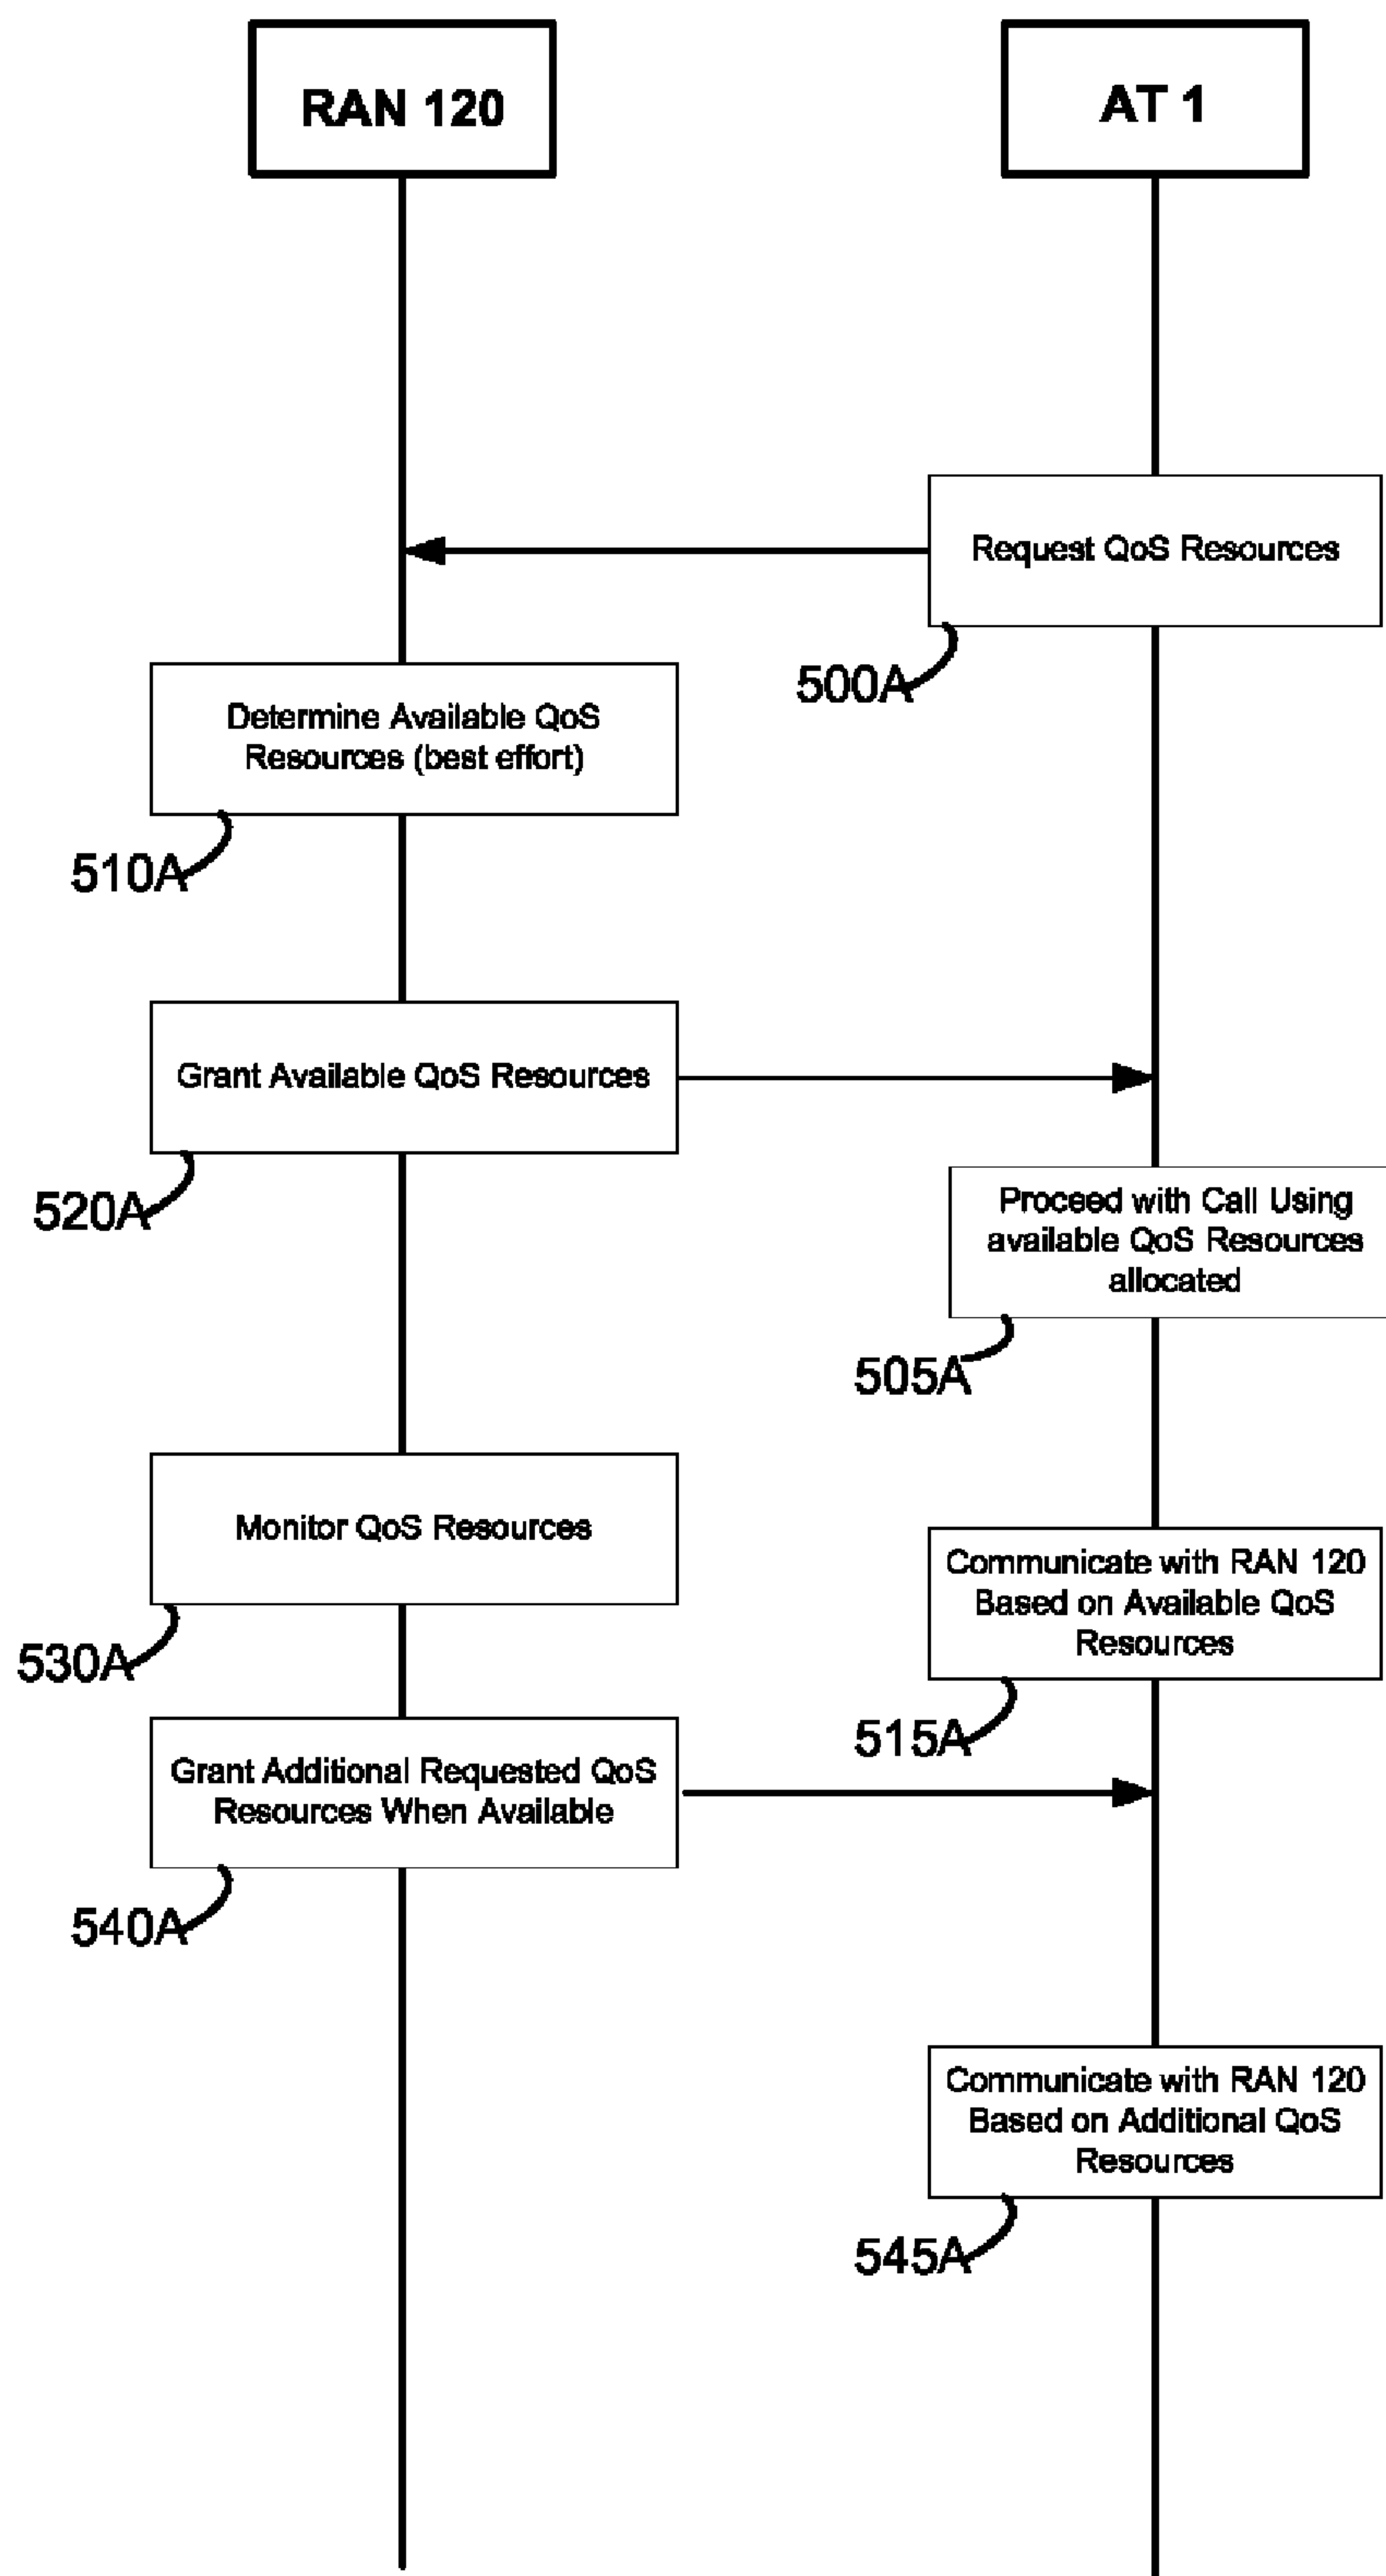 RAN 120
AT 1
Request QoS Resources
500A
Determine Available QoS
Resources (best effort)
510A
Grant Available QoS Resources
520A
Proceed with Call Using
available QoS Resources
allocated
505A
Monitor QoS Resources
530A
Communicate with RAN 120
Based on Available QoS
Resources
515A
Grant Additional Requested QoS
Resources When Available
540A
Communicate with RAN 120
Based on Additional QoS
Resources
545A